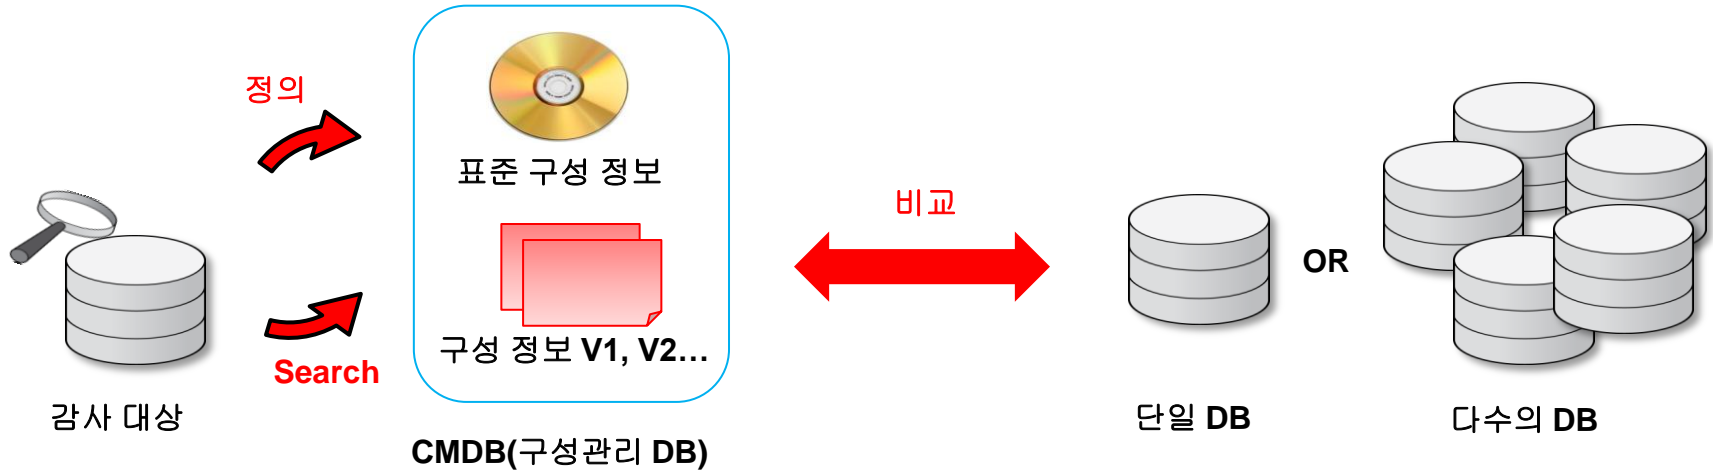 정의
표준 구성 정보
비교
OR
구성 정보 V1, V2...
Search
감사 대상
단일 DB
다수의 DB
CMDB(구성관리 DB)